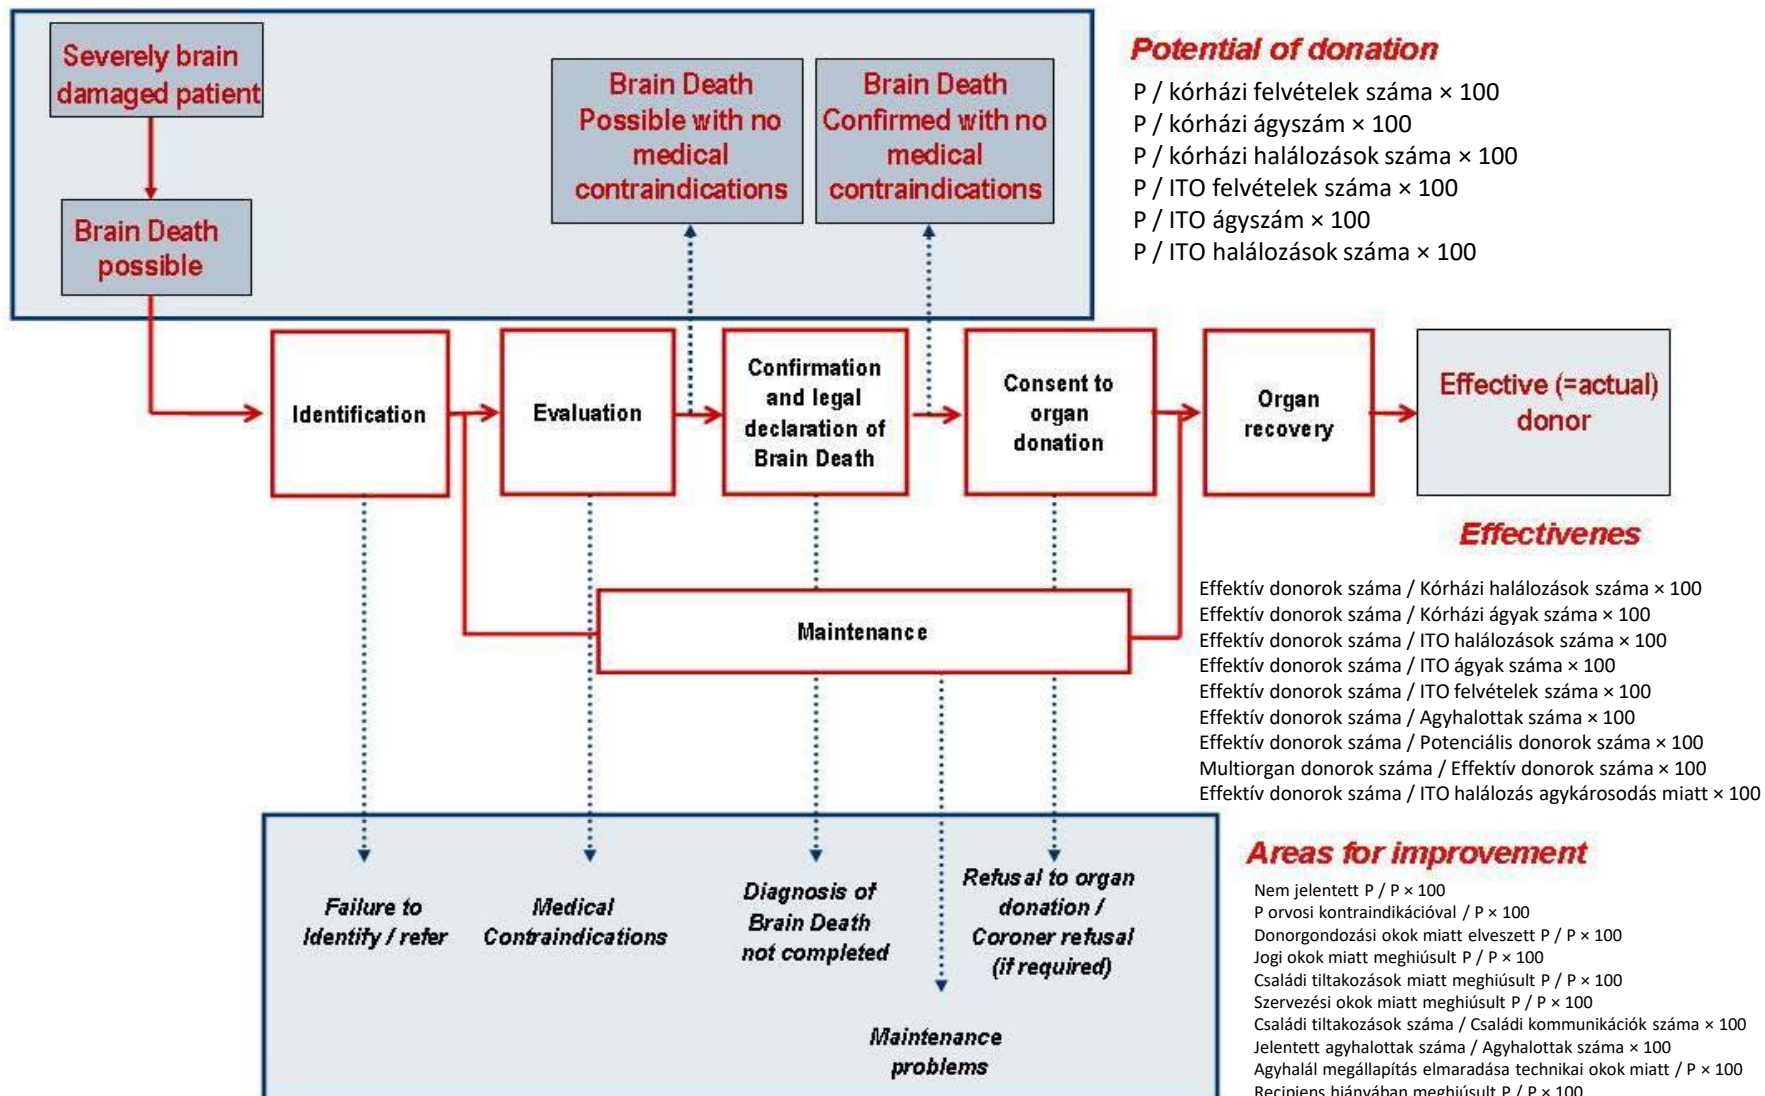 Severely brain
damaged patient
Brain Death
possible
Brain Death
Possible with no
medical
contraindications
Brain Death
Confirmed with no
medical
contraindications
Potential of donation
P / kórházi felvételek száma × 100
P / kórházi ágyszám × 100
P / kórházi halálozások száma × 100
P / ITO felvételek száma × 100
P / ITO ágyszám × 100
P / ITO halálozások száma × 100
Identification
Evaluation
Confirmation
and legal
declaration of
Brain Death
Consent to
organ
donation
Organ
recovery
Effective (=actual)
donor
Maintenance
Effectivenes
Effektív donorok száma / Kórházi halálozások száma × 100
Effektív donorok száma / Kórházi ágyak száma × 100
Effektív donorok száma / ITO halálozások száma × 100
Effektív donorok száma / ITO ágyak száma × 100
Effektív donorok száma / ITO felvételek száma × 100
Effektív donorok száma / Agyhalottak száma × 100
Effektív donorok száma / Potenciális donorok száma × 100
Multiorgan donorok száma / Effektív donorok száma × 100
Effektív donorok száma / ITO halálozás agykárosodás miatt × 100
Failure to
Identify / refer
Medical
Contraindications
Diagnosis of
Brain Death
not completed
Refusal to organ
donation /
Coroner refusal
(if required)
Maintenance
problems
Areas for improvement
Nem jelentett P / P × 100
P orvosi kontraindikációval / P × 100
Donorgondozási okok miatt elveszett P / P × 100
Jogi okok miatt meghiúsult P / P × 100
Családi tiltakozások miatt meghiúsult P / P × 100
Szervezési okok miatt meghiúsult P / P × 100
Családi tiltakozások száma / Családi kommunikációk száma × 100
Jelentett agyhalottak száma / Agyhalottak száma × 100
Agyhalál megállapítás elmaradása technikai okok miatt / P × 100
Recipiens hiányában meghiúsult P / P × 100